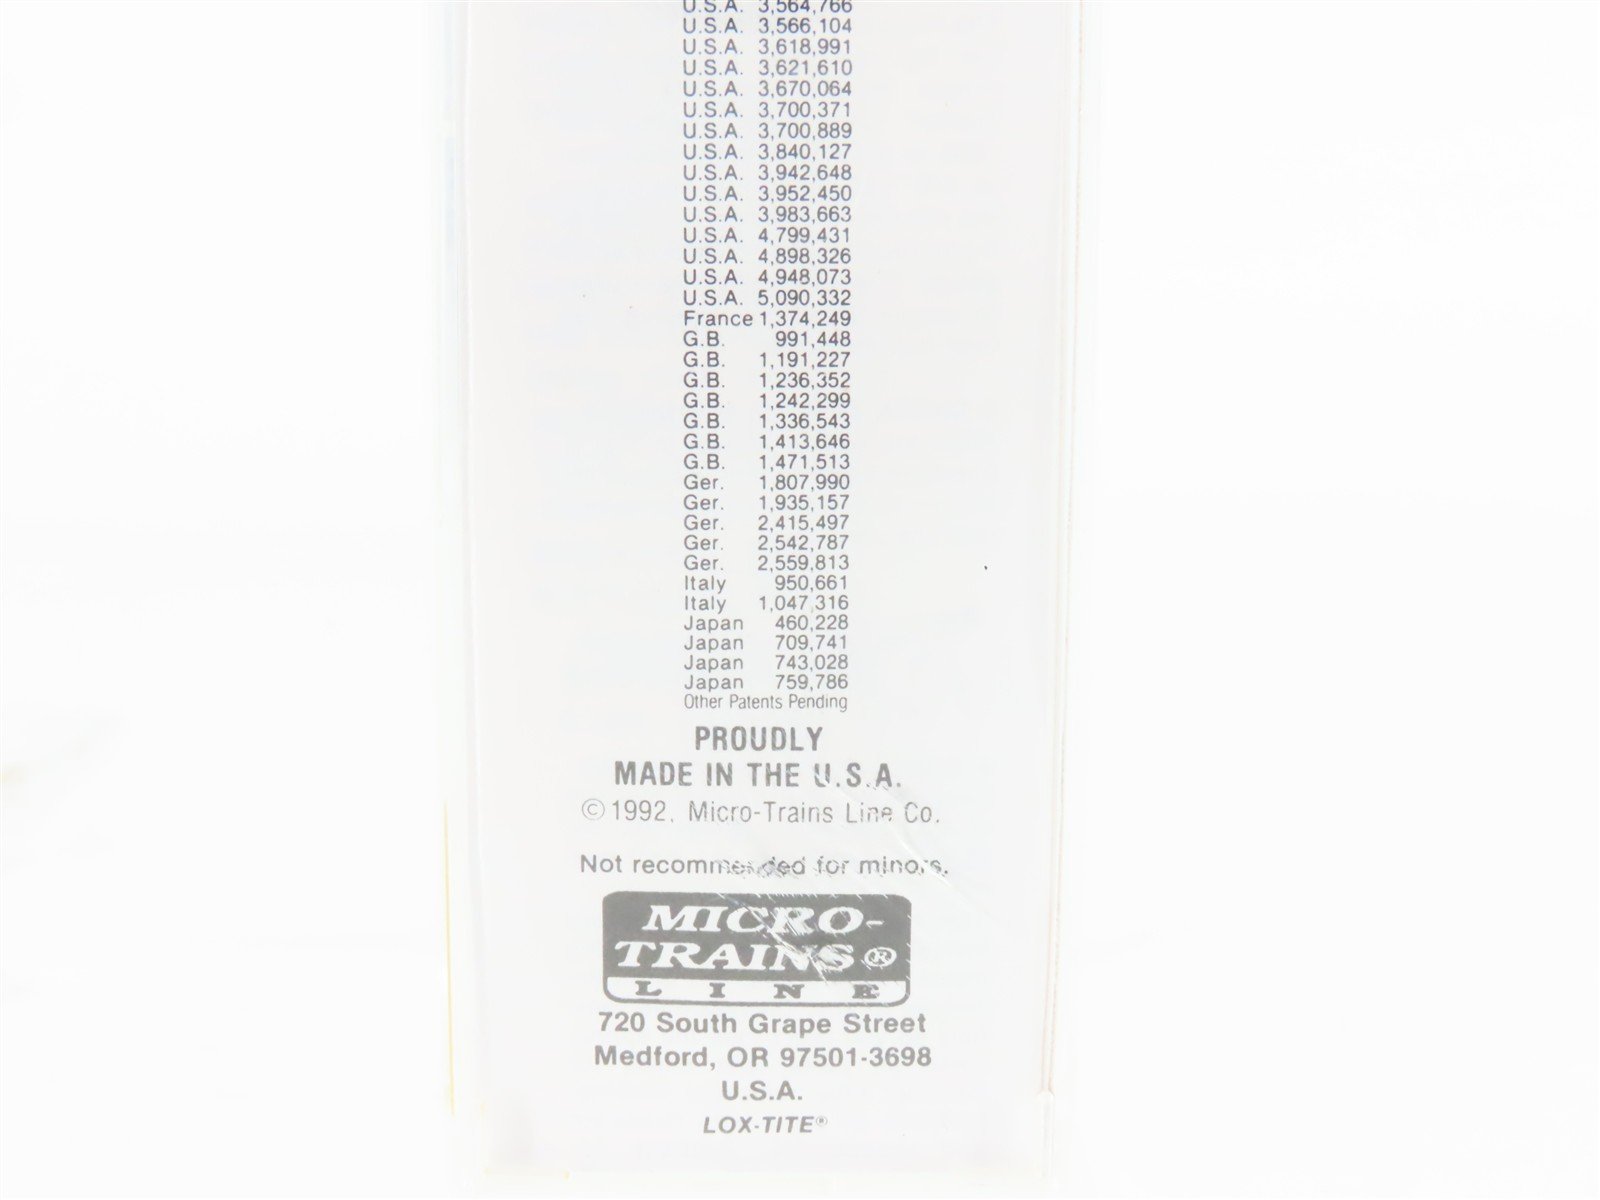 U.S.A. 3,564,766
U.S.A. 3,566,104
U.S.A. 3,618,991
U.S.A. 3,621,610
U.S.A. 3,670,064
U.S.A. 3,700,371
U.S.A. 3,700,889
U.S.A. 3,840,127
U.S.A. 3,942,648
U.S.A. 3,952,450
U.S.A. 3,983,663
U.S.A. 4,799,431
U.S.A. 4,898,326
U.S.A. 4,948,073
U.S.A. 5,090,332
France 1,374,249
G.B. 991,448
G.B. 1,191,227
G.B. 1,236,352
G.B. 1,242,299
G.B. 1,336,543
G.B. 1,413,646
G.B. 1,471,513
Ger. 1,807,990
Ger. 1,935,157
Ger. 2,415,497
Ger. 2,542,787
Ger. 2,559,813
Italy 950,661
Italy 1,047,316
Japan 460,228
Japan 709,741
Japan 743,028
Japan 759,786
Other Patents Pending
PROUDLY
MADE IN THE U.S.A.
©1992, Micro-Trains Line Co.
Not recommended for minors.
MICRO-
TRAINS®
LINE
720 South Grape Street
Medford, OR 97501-3698
U.S.A.
LOX-TITE®